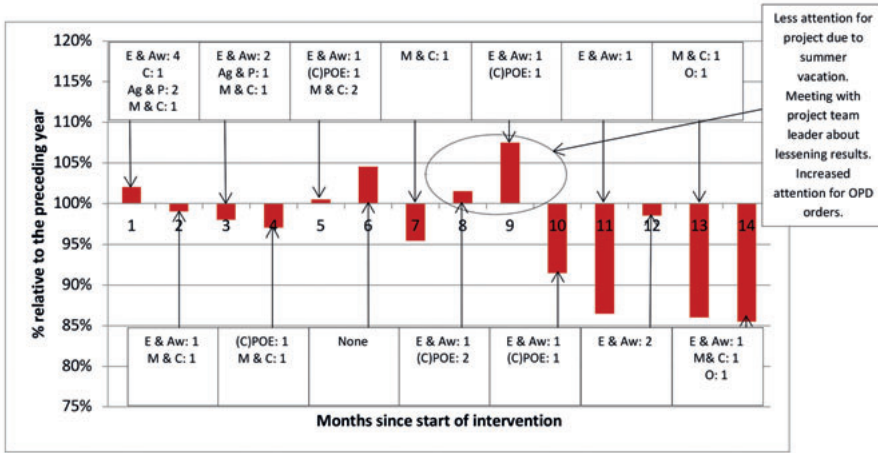 120%
115%
110%
105%
100%
95%
90%
85%
80%
75%
% relative to the preceding year
E & Aw: 4
C: 1
Ag & P: 2
M & C: 1
E & Aw: 2
Ag & P: 1
M & C: 1
E & Aw: 1
(C)POE: 1
M & C: 2
M & C: 1
E & Aw: 1
(C)POE: 1
E & Aw: 1
M & C: 1
O: 1
Less attention for
project due to
summer
vacation.
Meeting with
project team
leader about
lessening results.
Increased
attention for OPD
orders.
1 2 3 4 5 6 7 8 9 10 11 12 13 14
E & Aw: 1
M & C: 1
(C)POE: 1
M & C: 1
None
E & Aw: 1
(C)POE: 2
E & Aw: 1
(C)POE: 1
E & Aw: 2
E & Aw: 1
M& C: 1
O: 1
Months since start of intervention